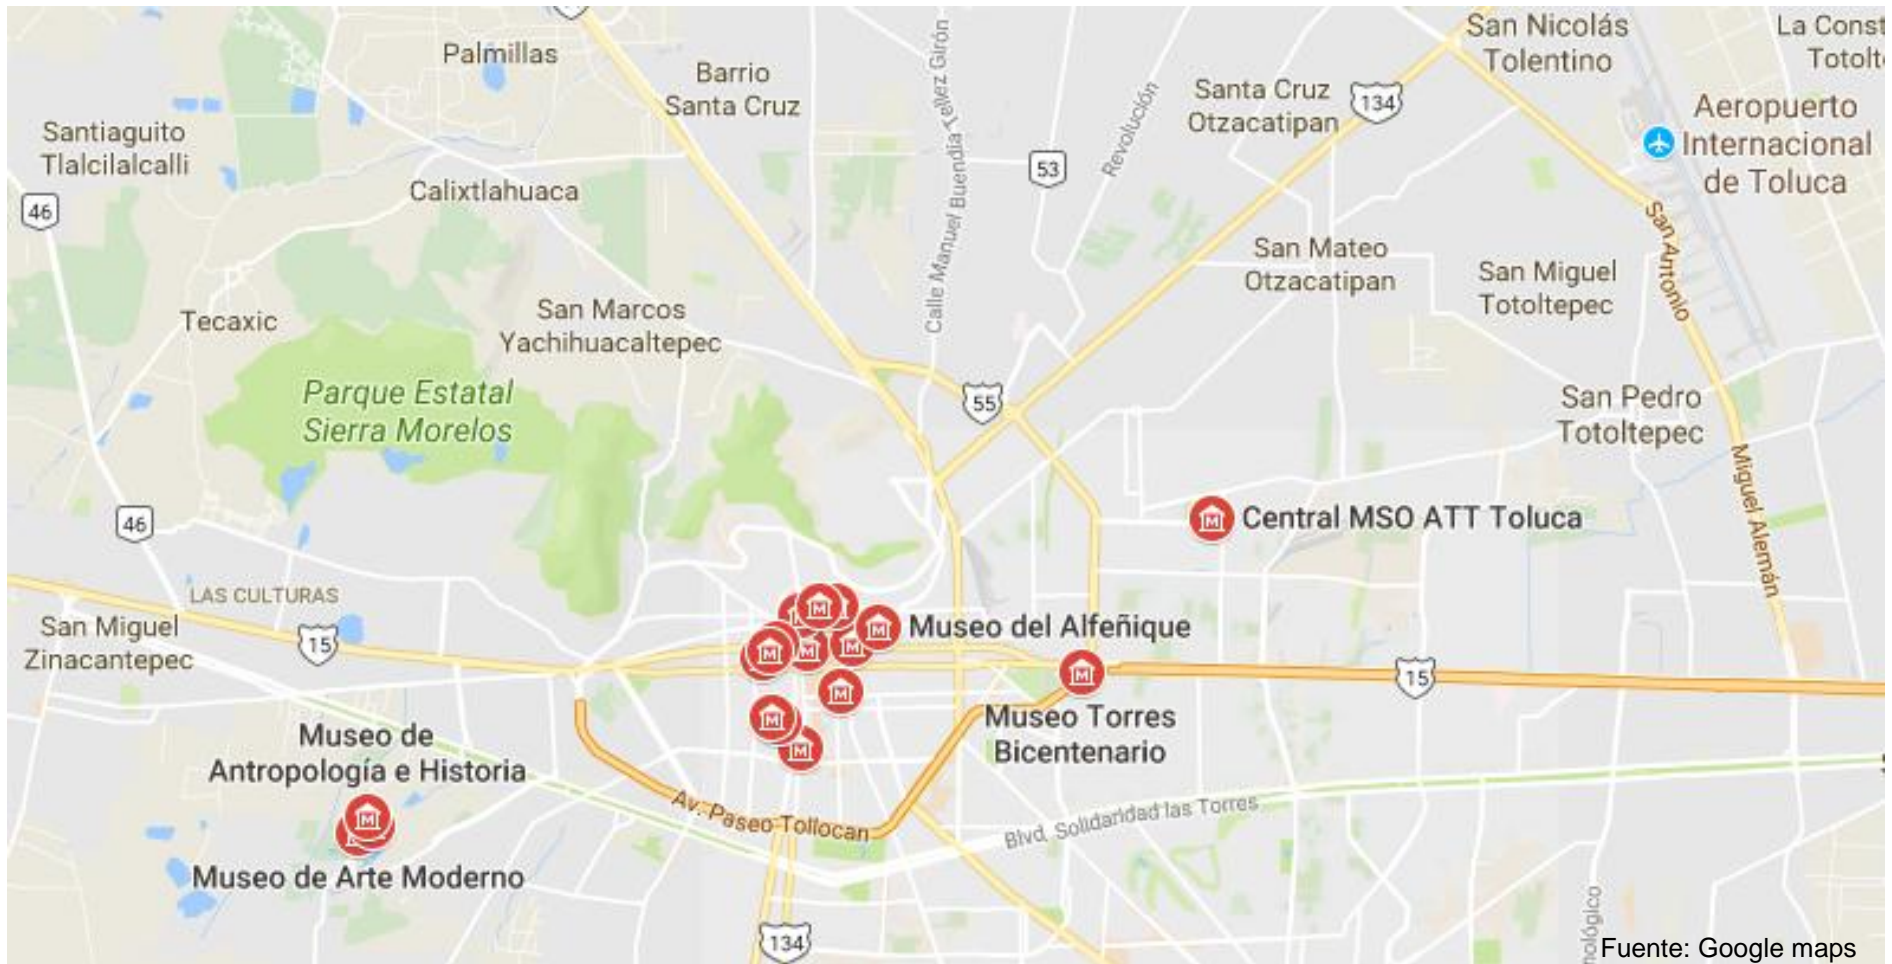 Palmillas
Barrio
Santa Cruz
Calle Manuel Buendía Tellez Girón
Revolución
Santa Cruz
Otzacatipan
134
San Nicolás
Tolentino
La Const
Totolt
Aeropuerto
Internacional
de Toluca
Santiaguito
Tlalcilalcalli
46
Calixtlahuaca
53
San Mateo
Otzacatipan
San Miguel
Totoltepec
San Antonio
Tecaxic
San Marcos
Yachihuacaltepec
Parque Estatal
Sierra Morelos
55
San Pedro
Totoltepec
Miguel Alemán
46
Central MSO ATT Toluca
LAS CULTURAS
San Miguel
Zinacantepec
15
Museo del Alfeñique
15
Museo Torres
Bicentenario
Museo de
Antropología e Historia
Museo de Arte Moderno
Av. Paseo Tollocan
Blvd. Solidaridad las Torres
134
nológico
Fuente: Google maps